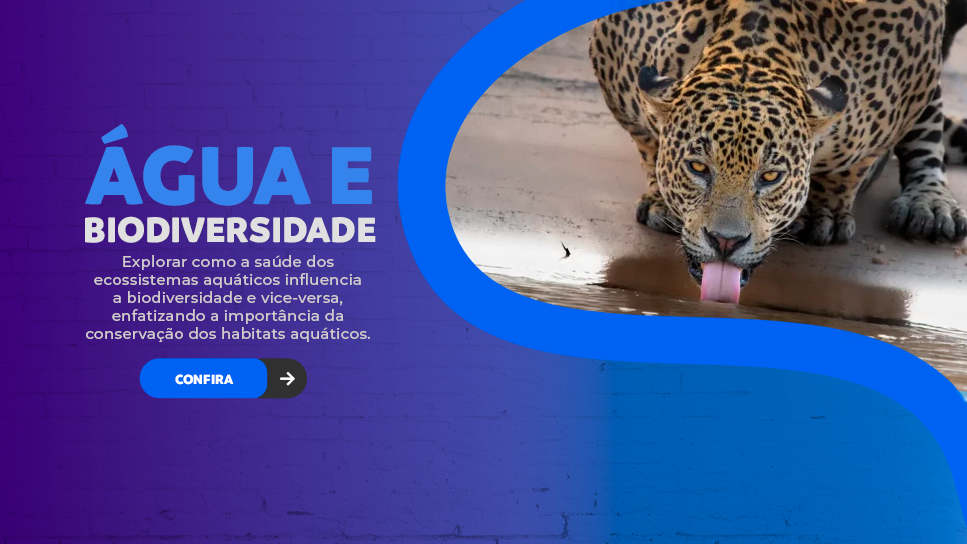 ÁGUA E
BIODIVERSIDADE
Explorar como a saúde dos
ecossistemas aquáticos influencia
a biodiversidade e vice-versa,
enfatizando a importância da
conservação dos habitats aquáticos.
CONFIRA